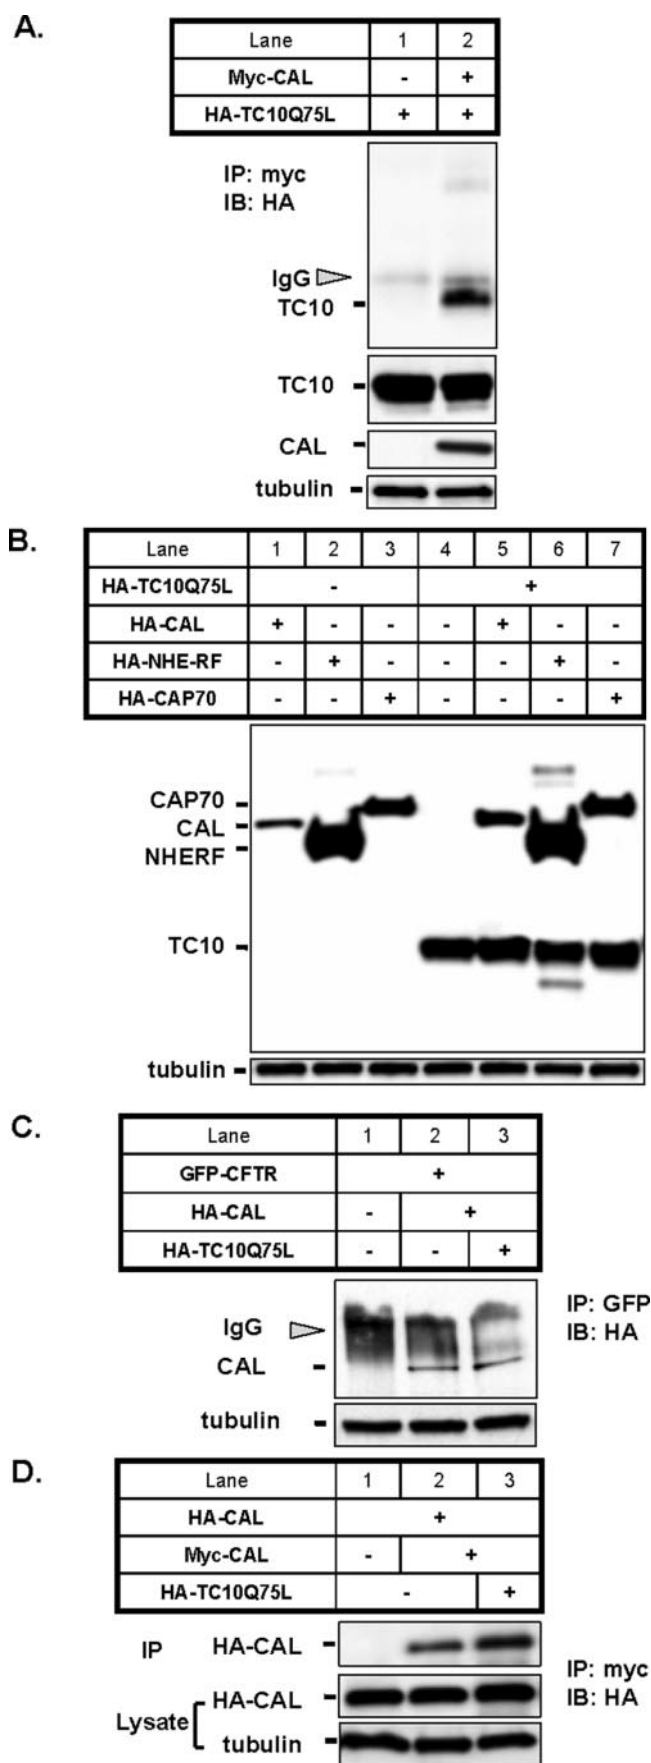 A.
Lane 1 2
Myc-CAL - +
HA-TC10Q75L + +
IP: myc
IB: HA
IgG
TC10 -
TC10 -
CAL -
tubulin -
B.
Lane 1 2 3 4 5 6 7
HA-TC10Q75L - +
HA-CAL + - - - + - -
HA-NHE-RF - + - - - + -
HA-CAP70 - - + - - - +
CAP70 -
CAL -
NHERF -
TC10 -
tubulin -
C.
Lane 1 2 3
GFP-CFTR +
HA-CAL - +
HA-TC10Q75L - - +
IP: GFP
IgG
IB: HA
CAL -
tubulin -
D.
Lane 1 2 3
HA-CAL +
Myc-CAL - +
HA-TC10Q75L - +
IP HA-CAL -
IP: myc
IB: HA
Lysate
HA-CAL -
tubulin -